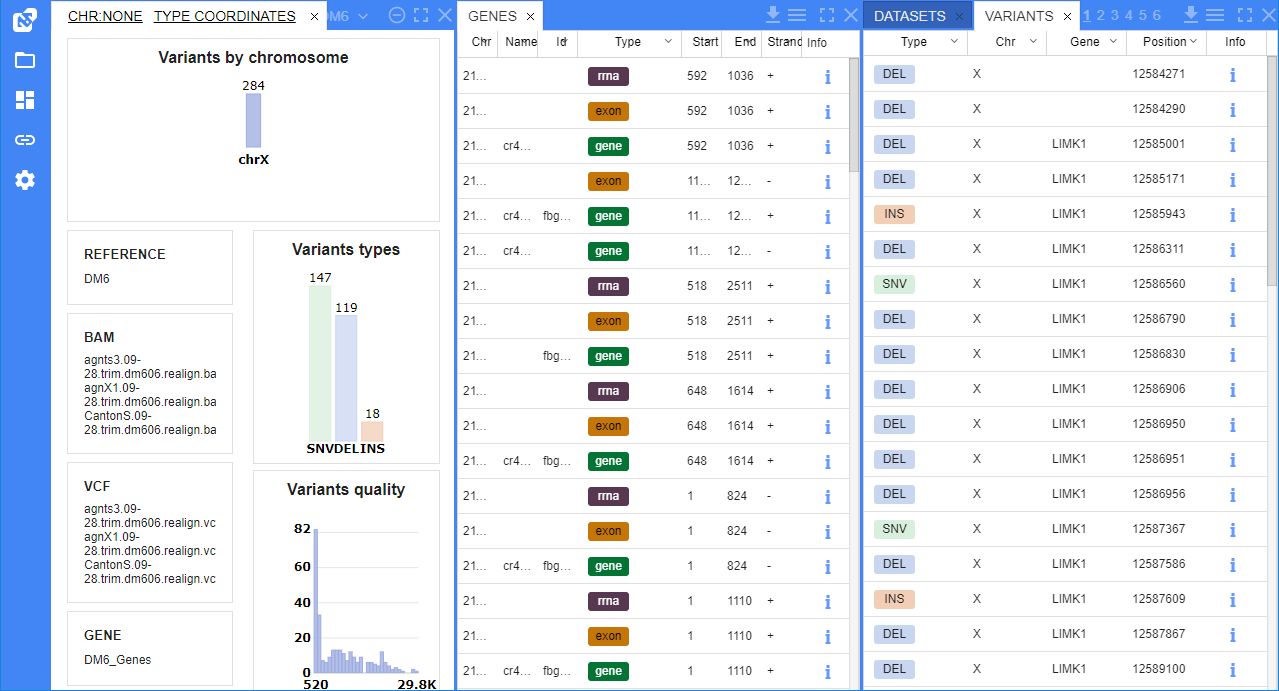 CHR:NONE TYPE COORDINATES DM6
Variants by chromosome
284
chrX
REFERENCE
DM6
BAM
agnts3.09-
28.trim.dm606.realign.ba
agnX1.09-
28.trim.dm606.realign.ba
CantonS.09-
28.trim.dm606.realign.ba
VCF
agnts3.09-
28.trim.dm606.realign.vc
agnX1.09-
28.trim.dm606.realign.vc
CantonS.09-
28.trim.dm606.realign.vc
GENE
DM6_Genes
Variants types
147
119
18
SNVDELINS
Variants quality
82
60
40
20
0
520 29.8K
GENES
Chr Name Id Type Start End Strand Info
21... rrna 592 1036 +
21... exon 592 1036 +
21... cr4... gene 592 1036 +
21... exon 11... 12... -
21... cr4... fbg... gene 11... 12... -
21... cr4... gene 11... 12... -
21... rrna 518 2511 +
21... exon 518 2511 +
21... fbg... gene 518 2511 +
21... rrna 648 1614 +
21... exon 648 1614 +
21... cr4... fbg... gene 648 1614 +
21... rrna 1 824 -
21... exon 1 824 -
21... cr4... fbg... gene 1 824 -
21... rrna 1 1110 +
21... exon 1 1110 +
21... cr4... fbg... gene 1 1110 +
DATASETS VARIANTS 1 2 3 4 5 6
Type Chr Gene Position Info
DEL X 12584271
DEL X 12584290
DEL X LIMK1 12585001
DEL X LIMK1 12585171
INS X LIMK1 12585943
DEL X LIMK1 12586311
SNV X LIMK1 12586560
DEL X LIMK1 12586790
DEL X LIMK1 12586830
DEL X LIMK1 12586906
DEL X LIMK1 12586950
DEL X LIMK1 12586951
DEL X LIMK1 12586956
SNV X LIMK1 12587367
DEL X LIMK1 12587586
INS X LIMK1 12587609
DEL X LIMK1 12587867
DEL X LIMK1 12589100